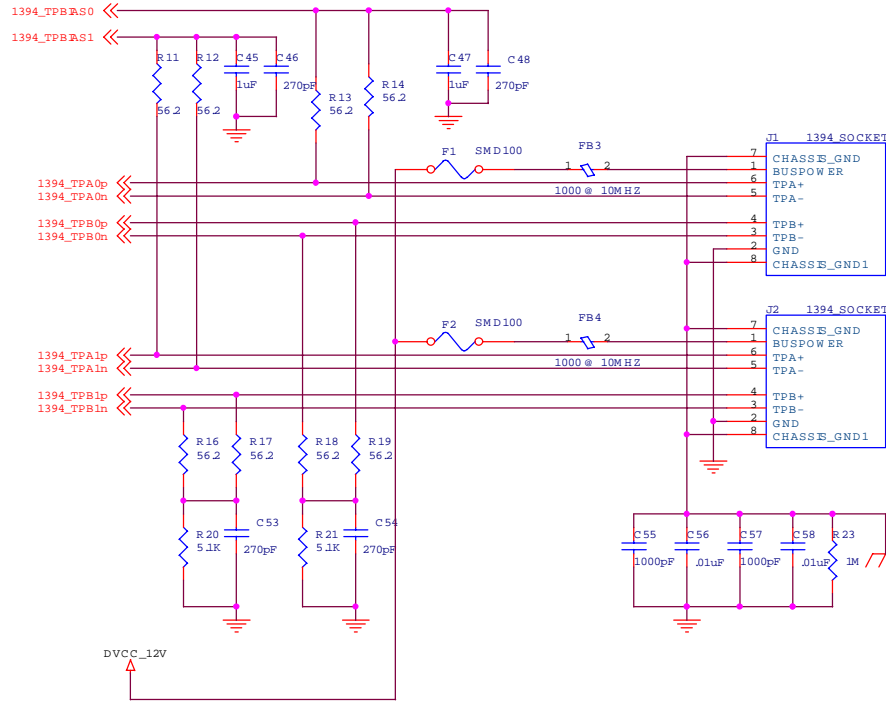 1394_TPBIAS0
1394_TPBIAS1
R11
R12
C45
C46
56.2
56.2
1uF
270pF
R13
56.2
R14
56.2
C47
C48
1uF
270pF
F1
SMD100
FB3
1
2
1000 @ 10MHZ
1394_TPA0p
1394_TPA0n
1394_TPB0p
1394_TPB0n
J1
1394_SOCKET
7
CHASSIS_GND
1
BUSPOWER
6
TPA+
5
TPA-
4
TPB+
3
TPB-
2
GND
8
CHASSIS_GND1
F2
SMD100
FB4
1
2
1000 @ 10MHZ
1394_TPA1p
1394_TPA1n
1394_TPB1p
1394_TPB1n
J2
1394_SOCKET
7
CHASSIS_GND
1
BUSPOWER
6
TPA+
5
TPA-
4
TPB+
3
TPB-
2
GND
8
CHASSIS_GND1
R16
56.2
R17
56.2
R18
56.2
R19
56.2
R20
5.1K
C53
270pF
R21
5.1K
C54
270pF
C55
1000pF
C56
.01uF
C57
1000pF
C58
.01uF
R23
1M
DVCC_12V